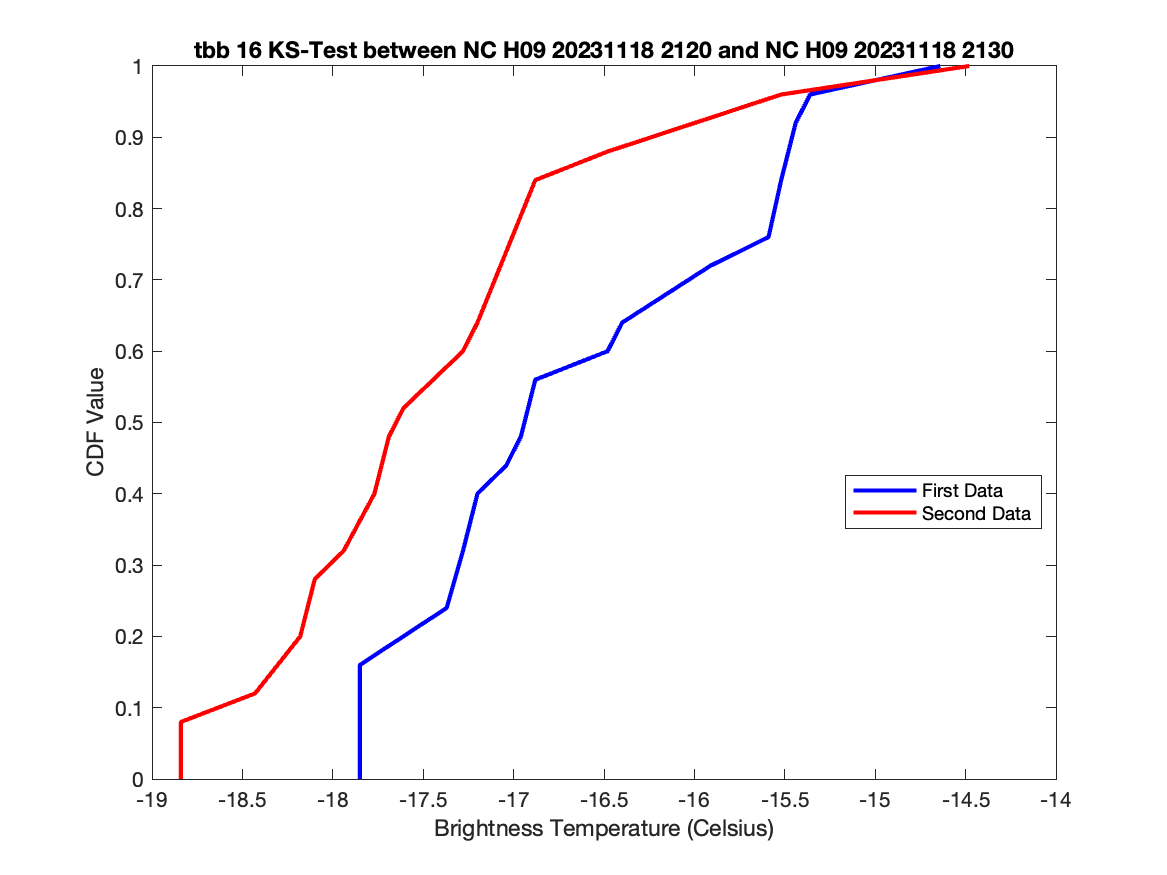 tbb 16 KS-Test between NC H09 20231118 2120 and NC H09 20231118 2130
1
0.9
0.8
0.7
0.6
0.5
0.4
0.3
0.2
0.1
0
CDF Value
First Data
Second Data
-19 -18.5 -18 -17.5 -17 -16.5 -16 -15.5 -15 -14.5 -14
Brightness Temperature (Celsius)